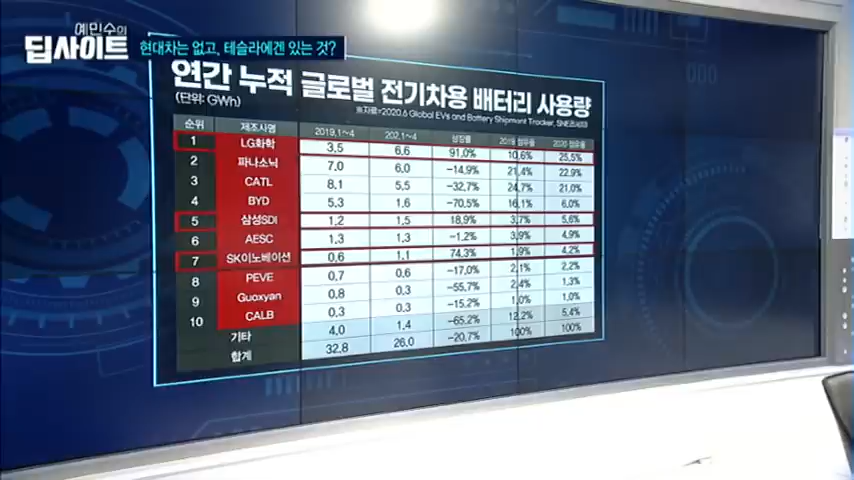 예민수의
딥사이트
현대차는 없고, 테슬라에겐 있는 것?
연간 누적 글로벌 전기차용 배터리 사용량
(단위: GWh)
※자료:2020.6 Global EVs and Battery Shipment Tracker, SNE리서치
순위 제조사명 2019.1~4 202.1~4 성장률 2019 점유율 2020 점유율
1 LG화학 3.5 6.6 91.0% 10.6% 25.5%
2 파나소닉 7.0 6.0 -14.9% 21.4% 22.9%
3 CATL 8.1 5.5 -32.7% 24.7% 21.0%
4 BYD 5.3 1.6 -70.5% 16.1% 6.0%
5 삼성SDI 1.2 1.5 18.9% 3.7% 5.6%
6 AESC 1.3 1.3 -1.2% 3.9% 4.9%
7 SK이노베이션 0.6 1.1 74.3% 1.9% 4.2%
8 PEVE 0.7 0.6 -17.0% 2.1% 2.2%
9 Guoxyan 0.8 0.3 -55.7% 2.4% 1.3%
10 CALB 0.3 0.3 -15.2% 1.0% 1.0%
기타 4.0 1.4 -65.2% 12.2% 5.4%
합계 32.8 26.0 -20.7% 100% 100%